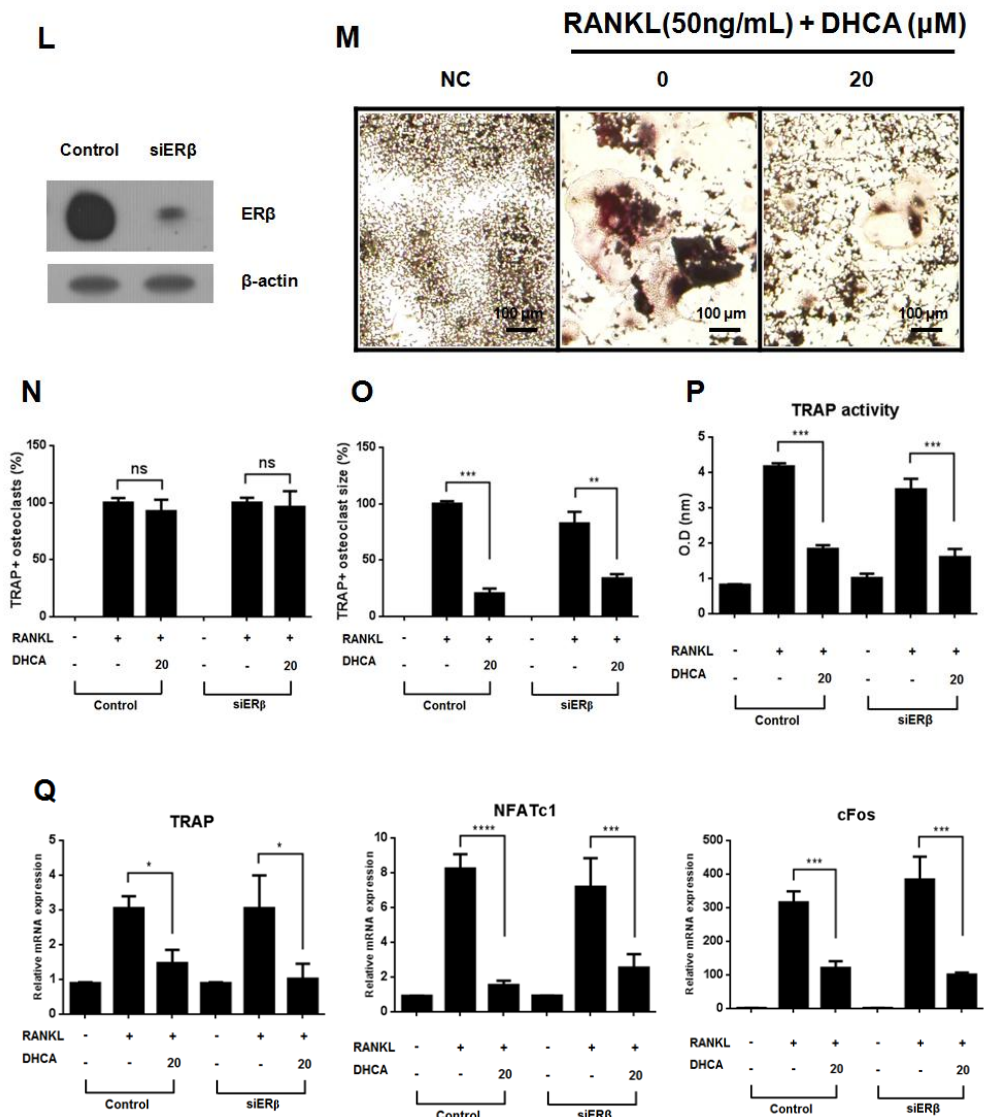 L
Control siERβ
ERβ
β-actin
M
RANKL(50ng/mL) + DHCA (μM)
NC 0 20
100 μm 100 μm 100 μm
N
TRAP+ osteoclasts (%)
150
100
50
0
ns ns
RANKL - + + - + +
DHCA - - 20 - - 20
Control siERβ
O
TRAP+ osteoclast size (%)
150
100
50
0
*** **
RANKL - + + - + +
DHCA - - 20 - - 20
Control siERβ
P
TRAP activity
O.D (nm)
5
4
3
2
1
0
*** ***
RANKL - + + - + +
DHCA - - 20 - - 20
Control siERβ
Q
TRAP
Relative mRNA expression
5
4
3
2
1
0
* *
RANKL - + + - + +
DHCA - - 20 - - 20
Control siERβ
NFATc1
Relative mRNA expression
10
8
6
4
2
0
**** ***
RANKL - + + - + +
DHCA - - 20 - - 20
Control siERβ
cFos
Relative mRNA expression
500
400
300
200
100
0
*** ***
RANKL - + + - + +
DHCA - - 20 - - 20
Control siERβ